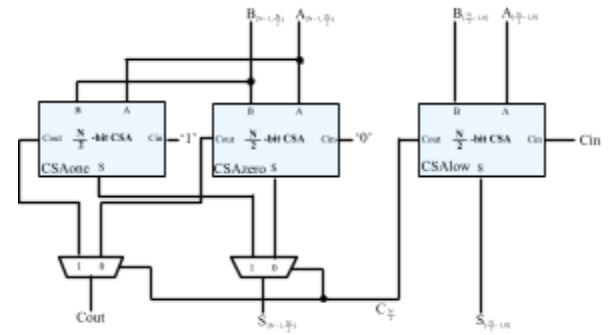 B[N-1:N/2] A[N-1:N/2] B[N/2-1:0] A[N/2-1:0]
B A B A B A
Cout N/2 -bit CSA Cin '1' Cout N/2 -bit CSA Cin '0' Cout N/2 -bit CSA Cin Cin
CSAone S CSAzero S CSAlow S
1 0 1 0
Cout S[N-1:N/2] C N/2 S[N/2-1:0]